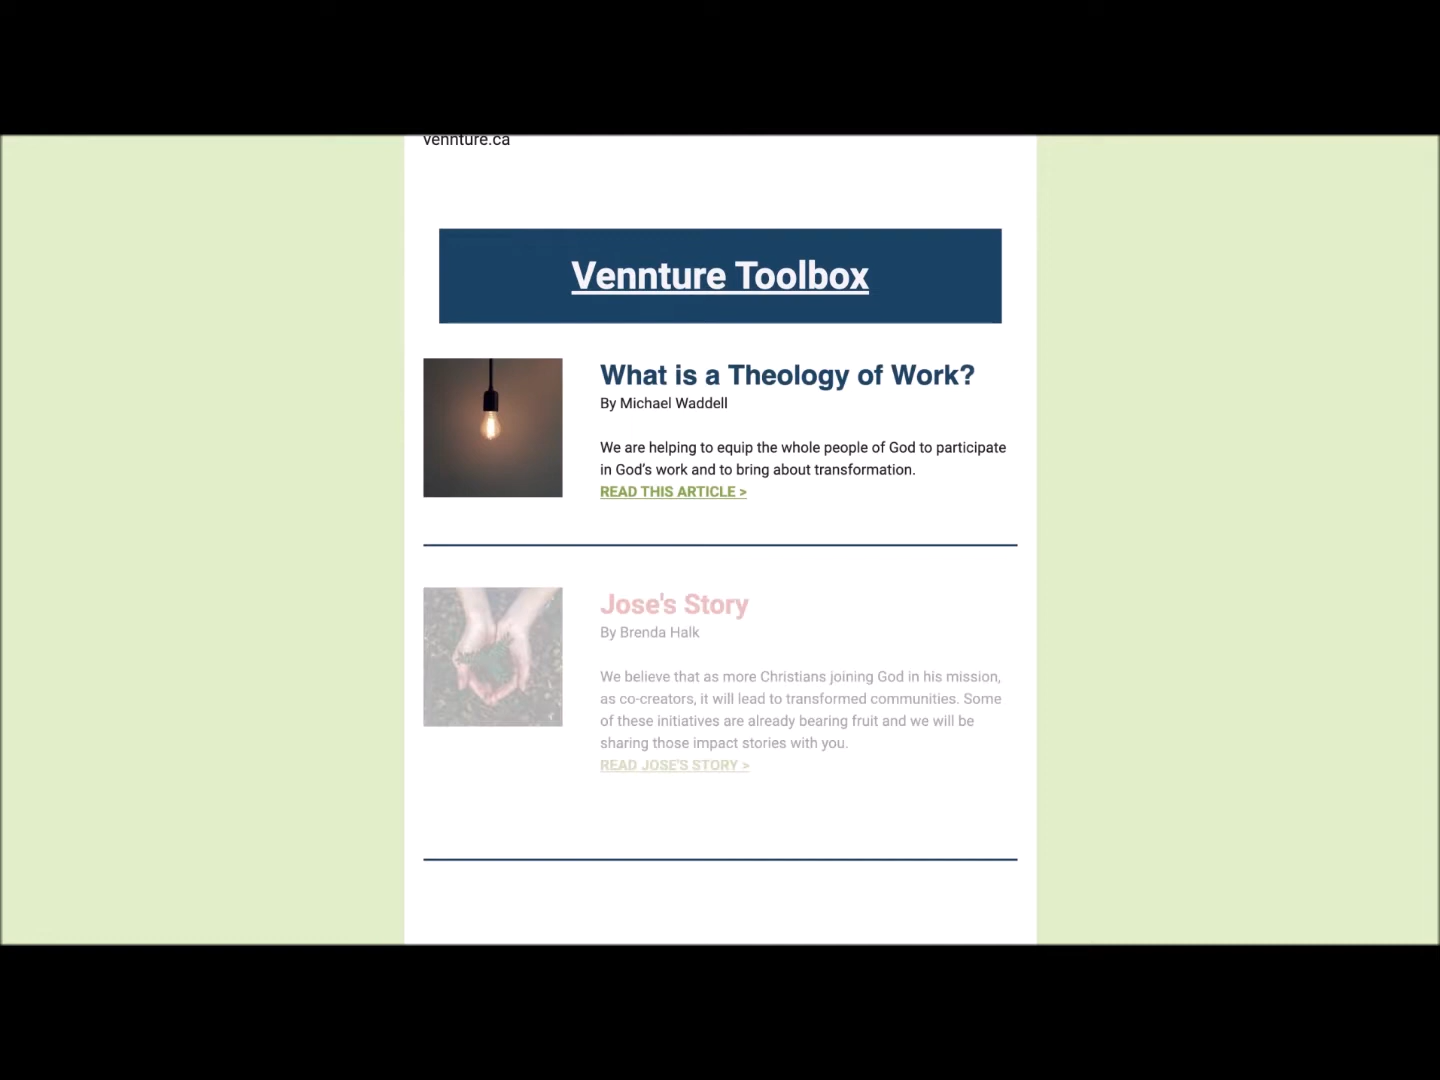 vennture.ca
Vennture Toolbox
What is a Theology of Work?
By Michael Waddell
We are helping to equip the whole people of God to participate
in God's work and to bring about transformation.
READ THIS ARTICLE >
Jose's Story
By Brenda Halk
We believe that as more Christians joining God in his mission,
as co-creators, it will lead to transformed communities. Some
of these initiatives are already bearing fruit and we will be
sharing those impact stories with you.
READ JOSE'S STORY >